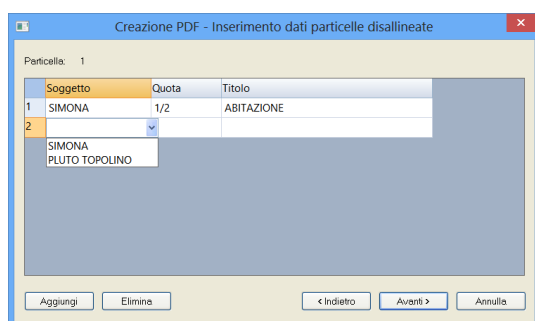 Creazione PDF - Inserimento dati particelle disallineate
Particella: 1
Soggetto Quota Titolo
1 SIMONA 1/2 ABITAZIONE
2
SIMONA
PLUTO TOPOLINO
Aggiungi Elimina < Indietro Avanti > Annulla